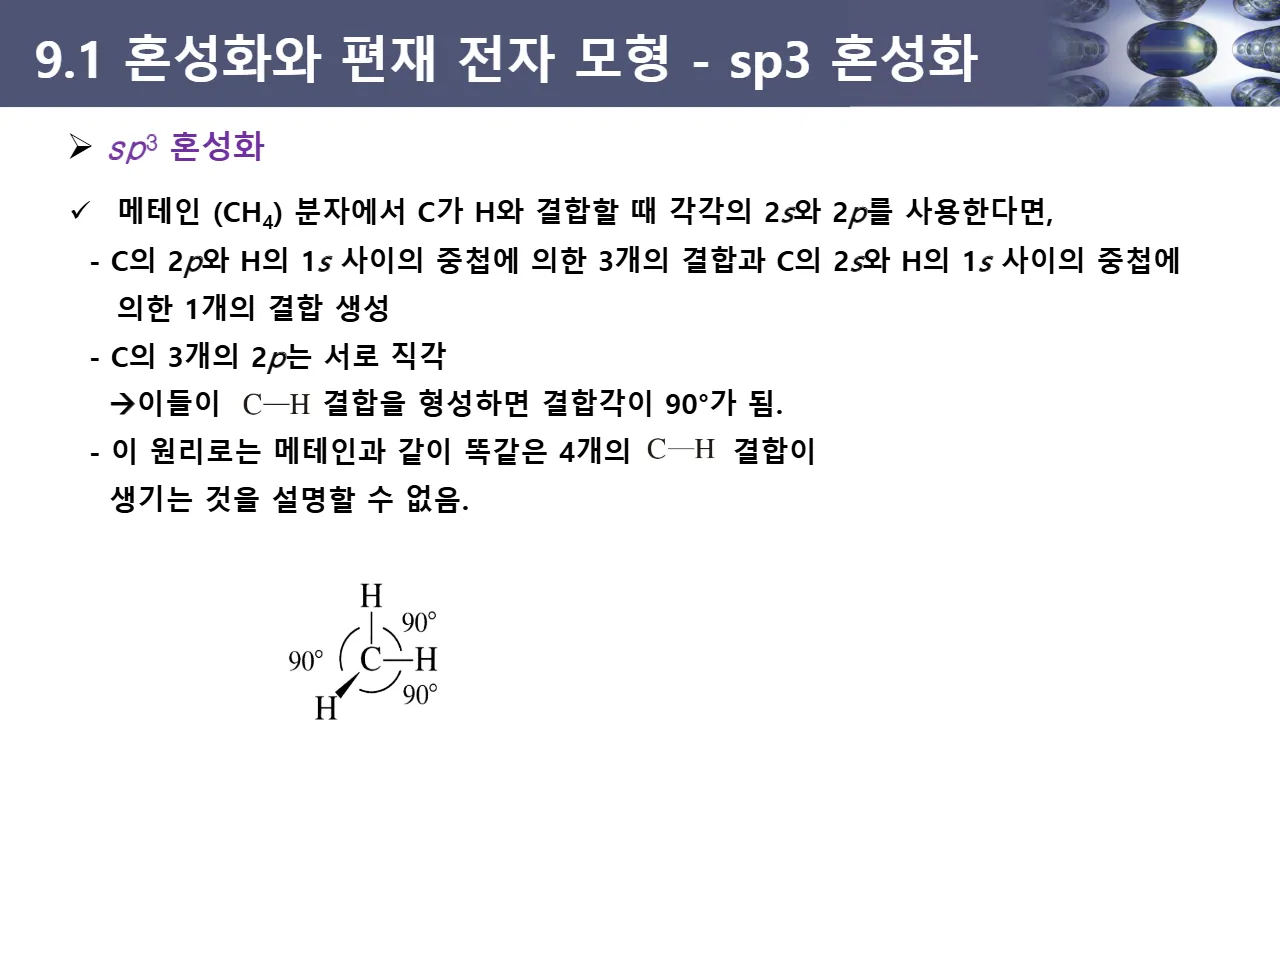 9.1 혼성화와 편재 전자 모형 - sp3 혼성화
➢ sp³ 혼성화
✓ 메테인 (CH₄) 분자에서 C가 H와 결합할 때 각각의 2s와 2p를 사용한다면,
- C의 2p와 H의 1s 사이의 중첩에 의한 3개의 결합과 C의 2s와 H의 1s 사이의 중첩에
의한 1개의 결합 생성
- C의 3개의 2p는 서로 직각
→이들이 C—H 결합을 형성하면 결합각이 90°가 됨.
- 이 원리로는 메테인과 같이 똑같은 4개의 C—H 결합이
생기는 것을 설명할 수 없음.
H
90°
90° C—H
90°
H